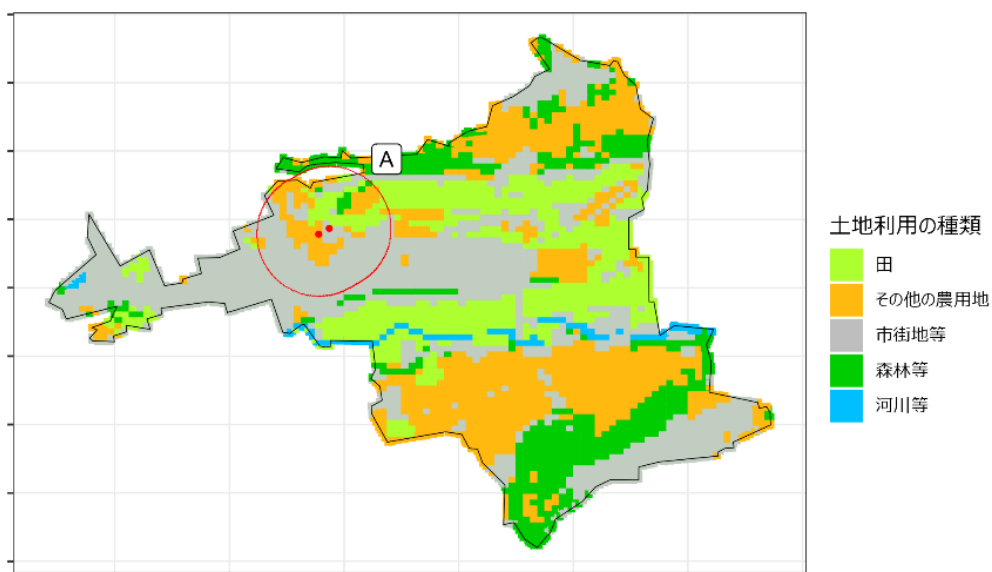 A
土地利用の種類
田
その他の農用地
市街地等
森林等
河川等